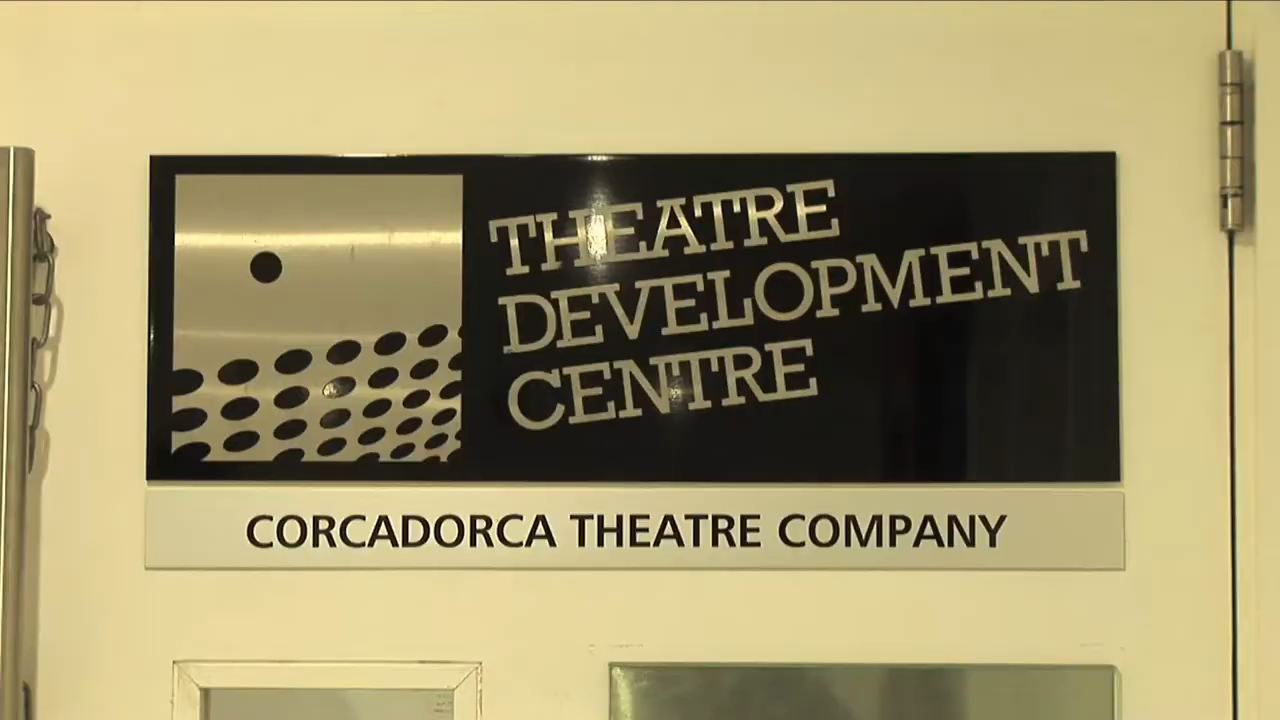 THEATRE
DEVELOPMENT
CENTRE
CORCADORCA THEATRE COMPANY